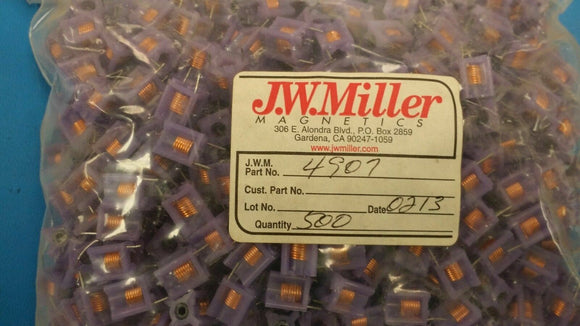 J.W.Miller
MAGNETICS
306 E. Alondra Blvd., P.O. Box 2859
Gardena, CA 90247-1059
www.jwmiller.com
J.W.M.
Part No. 4907
Cust. Part No.
Lot No. Date 0213
Quantity 500